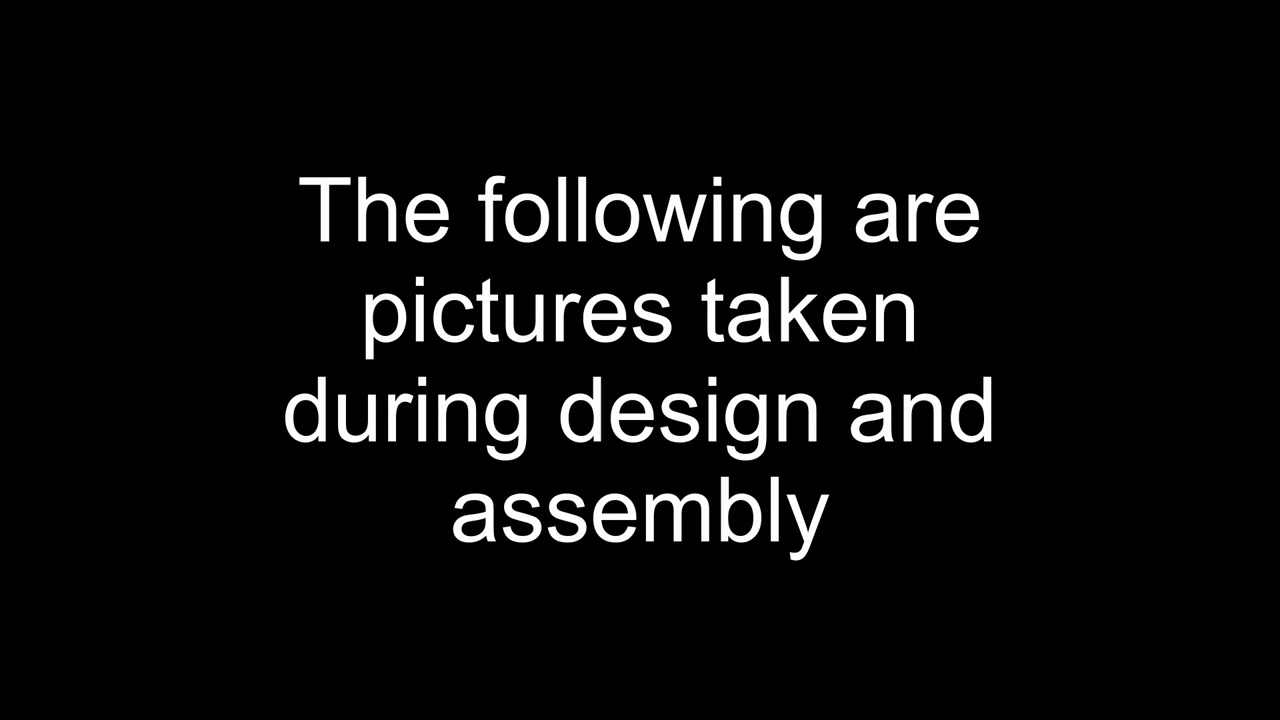 The following are
pictures taken
during design and
assembly